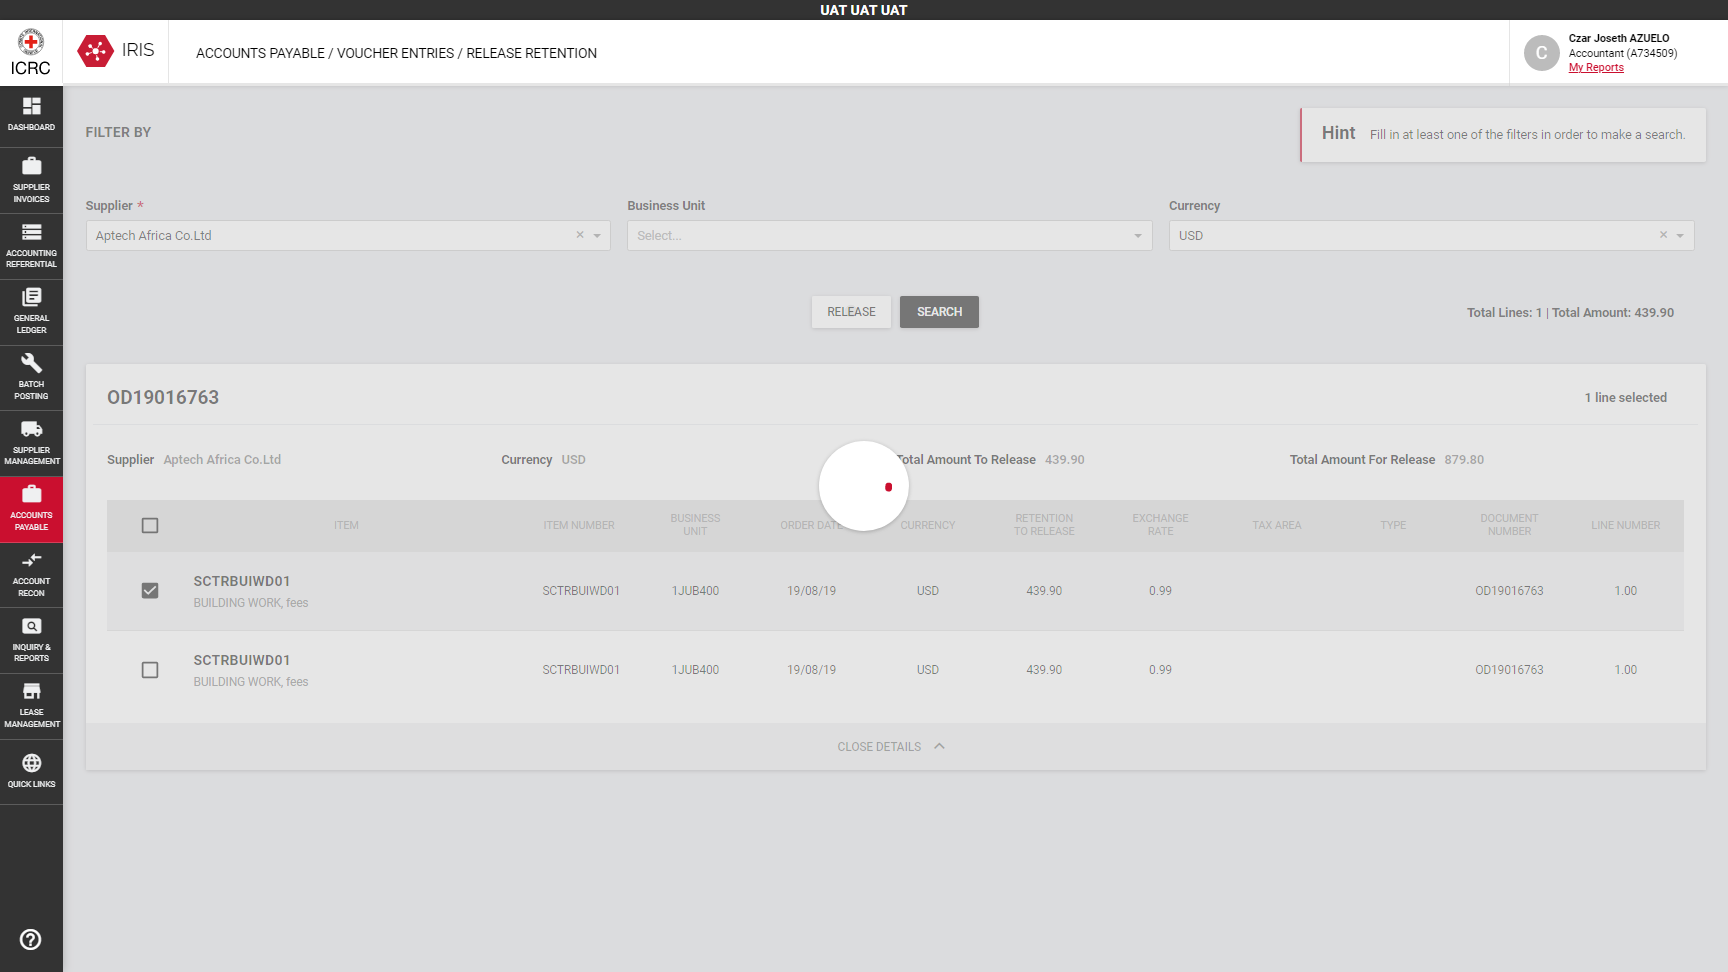 UAT UAT UAT
ICRC
IRIS
ACCOUNTS PAYABLE / VOUCHER ENTRIES / RELEASE RETENTION
C
Czar Joseth AZUELO
Accountant (A734509)
My Reports
DASHBOARD
SUPPLIER
INVOICES
ACCOUNTING
REFERENTIAL
GENERAL
LEDGER
BATCH
POSTING
SUPPLIER
MANAGEMENT
ACCOUNTS
PAYABLE
ACCOUNT
RECON
INQUIRY &
REPORTS
LEASE
MANAGEMENT
QUICK LINKS
FILTER BY
Hint Fill in at least one of the filters in order to make a search.
Supplier * Business Unit Currency
Aptech Africa Co.Ltd Select... USD
RELEASE SEARCH Total Lines: 1 | Total Amount: 439.90
OD19016763 1 line selected
Supplier Aptech Africa Co.Ltd Currency USD Total Amount To Release 439.90 Total Amount For Release 879.80
ITEM ITEM NUMBER BUSINESS UNIT ORDER DATE CURRENCY RETENTION TO RELEASE EXCHANGE RATE TAX AREA TYPE DOCUMENT NUMBER LINE NUMBER
SCTRBUIWD01
BUILDING WORK, fees
SCTRBUIWD01 1JUB400 19/08/19 USD 439.90 0.99 OD19016763 1.00
SCTRBUIWD01
BUILDING WORK, fees
SCTRBUIWD01 1JUB400 19/08/19 USD 439.90 0.99 OD19016763 1.00
CLOSE DETAILS